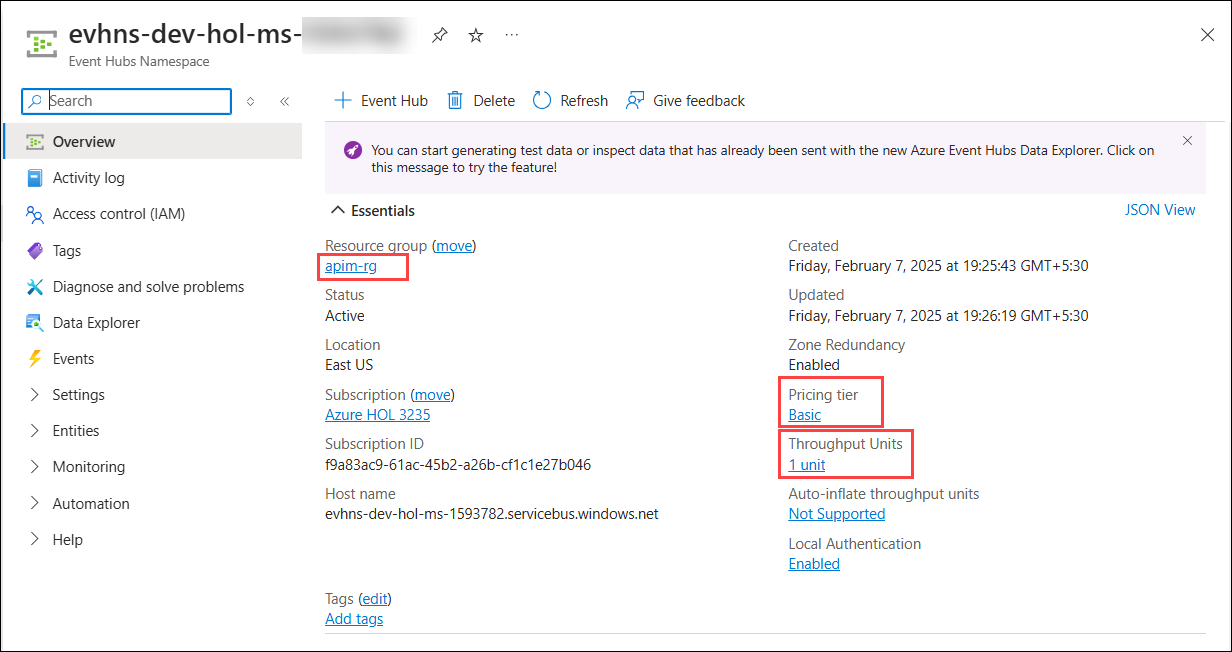 evhns-dev-hol-ms-
Event Hubs Namespace
Search
Overview
Activity log
Access control (IAM)
Tags
Diagnose and solve problems
Data Explorer
Events
Settings
Entities
Monitoring
Automation
Help
Event Hub
Delete
Refresh
Give feedback
You can start generating test data or inspect data that has already been sent with the new Azure Event Hubs Data Explorer. Click on
this message to try the feature!
Essentials
JSON View
Resource group (move)
apim-rg
Status
Active
Location
East US
Subscription (move)
Azure HOL 3235
Subscription ID
f9a83ac9-61ac-45b2-a26b-cf1c1e27b046
Host name
evhns-dev-hol-ms-1593782.servicebus.windows.net
Created
Friday, February 7, 2025 at 19:25:43 GMT+5:30
Updated
Friday, February 7, 2025 at 19:26:19 GMT+5:30
Zone Redundancy
Enabled
Pricing tier
Basic
Throughput Units
1 unit
Auto-inflate throughput units
Not Supported
Local Authentication
Enabled
Tags (edit)
Add tags